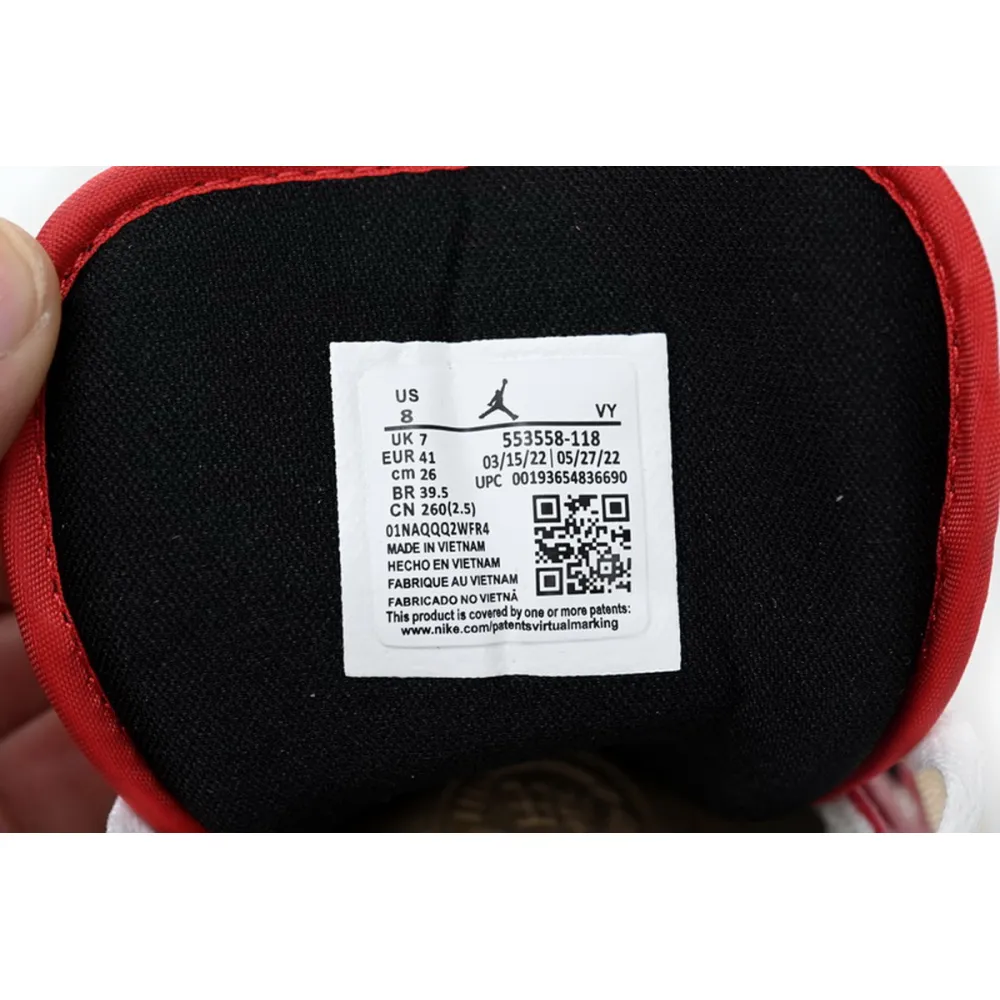 US
8 VY
UK 7 553558-118
EUR 41 03/15/22 | 05/27/22
cm 26 UPC 00193654836690
BR 39.5
CN 260(2.5)
01NAQQQ2WFR4
MADE IN VIETNAM
HECHO EN VIETNAM
FABRIQUE AU VIETNAM
FABRICADO NO VIETNÃ
This product is covered by one or more patents:
www.nike.com/patentsvirtualmarking